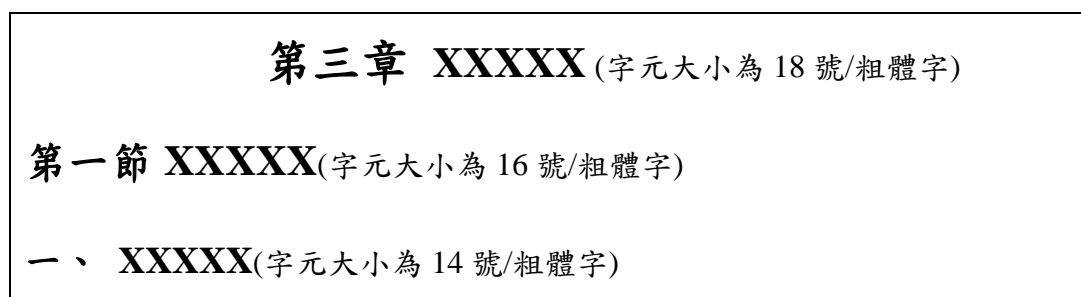 第三章 XXXXX (字元大小為 18 號/粗體字)
第一節 XXXXX(字元大小為 16 號/粗體字)
一、 XXXXX(字元大小為 14 號/粗體字)